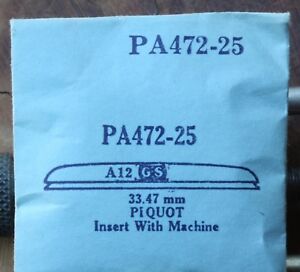 PA472-25
PA472-25
A12 GS
33.47 mm
PIQUOT
Insert With Machine